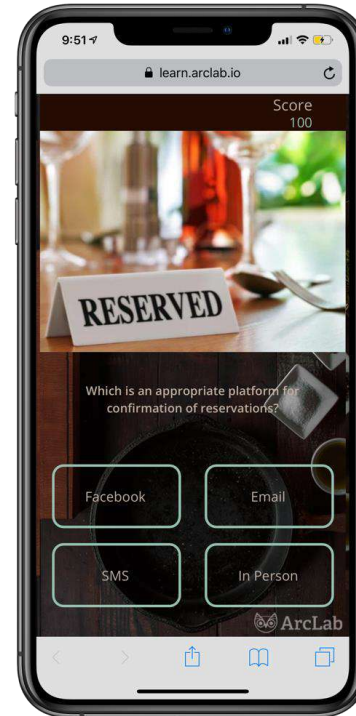 9:51
learn.arclab.io
Score
100
RESERVED
Which is an appropriate platform for
confirmation of reservations?
Facebook
Email
SMS
In Person
ArcLab